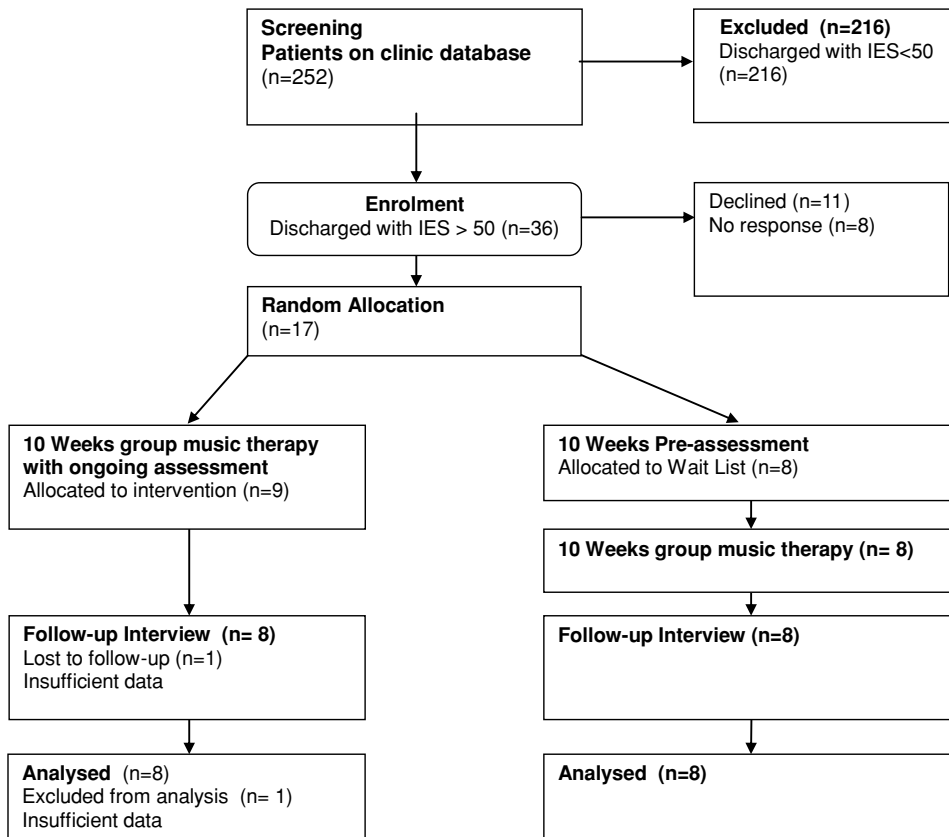 Screening
Patients on clinic database
(n=252)
Excluded (n=216)
Discharged with IES<50
(n=216)
Enrolment
Discharged with IES > 50 (n=36)
Declined (n=11)
No response (n=8)
Random Allocation
(n=17)
10 Weeks group music therapy
with ongoing assessment
Allocated to intervention (n=9)
10 Weeks Pre-assessment
Allocated to Wait List (n=8)
10 Weeks group music therapy (n= 8)
Follow-up Interview (n= 8)
Lost to follow-up (n=1)
Insufficient data
Follow-up Interview (n=8)
Analysed (n=8)
Excluded from analysis (n= 1)
Insufficient data
Analysed (n=8)